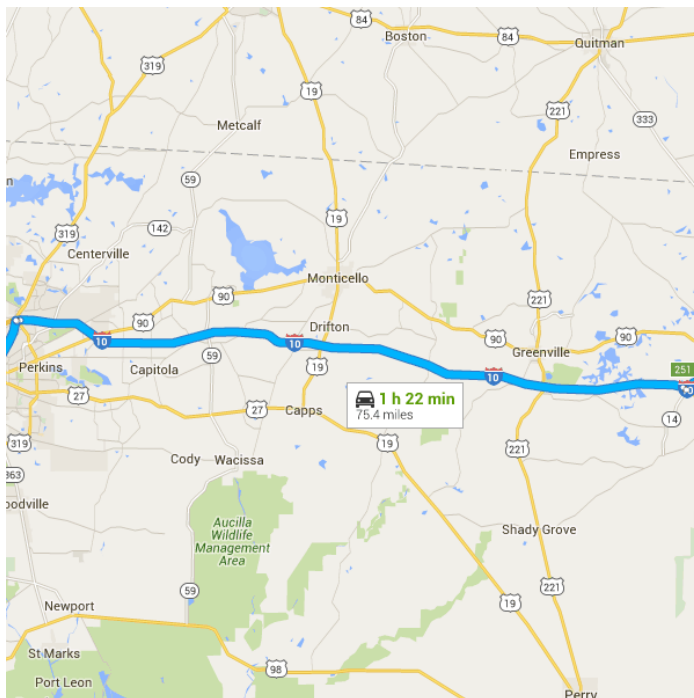 84
Boston
84
Quitman
319
19
221
Metcalf
333
Empress
59
19
319
142
Centerville
Monticello
90
221
90
Drifton
90
90
10
59
10
Greenville
Perkins
Capitola
19
10
251
10
27
1 h 22 min
75.4 miles
27
Capps
14
319
19
221
Cody
Wacissa
363
oodville
Aucilla
Wildlife
Management
Area
Shady Grove
59
221
Newport
19
St Marks
98
Port Leon
Perry